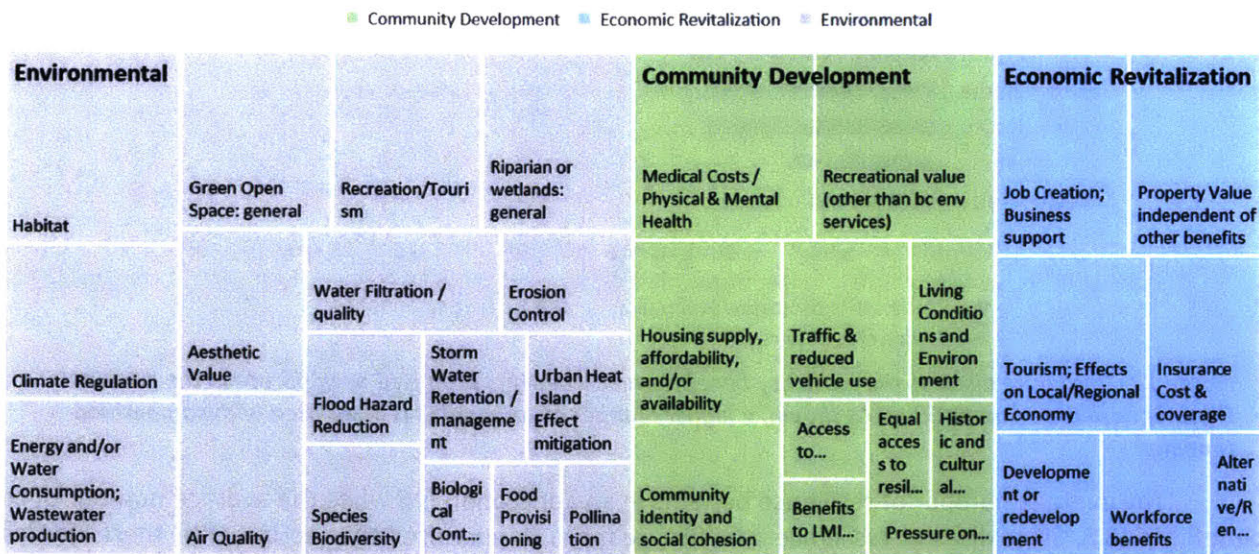 Community Development Economic Revitalization Environmental
Environmental
Habitat
Green Open
Space: general
Recreation/Touri
sm
Riparian or
wetlands:
general
Climate Regulation
Aesthetic
Value
Water Filtration /
quality
Erosion
Control
Flood Hazard
Reduction
Storm
Water
Retention /
manageme
nt
Urban Heat
Island
Effect
mitigation
Energy and/or
Water
Consumption;
Wastewater
production
Air Quality
Species
Biodiversity
Biological
Cont...
Food
Provisi
oning
Pollina
tion
Community Development
Medical Costs /
Physical & Mental
Health
Recreational value
(other than bc env
services)
Housing supply,
affordability,
and/or
availability
Traffic &
reduced
vehicle use
Living
Conditio
ns and
Environ
ment
Community
identity and
social cohesion
Access
to...
Equal
acces
s to
resil...
Histor
ic and
cultur
al...
Benefits
to LMI...
Pressure on...
Economic Revitalization
Job Creation;
Business
support
Property Value
independent of
other benefits
Tourism; Effects
on Local/Regional
Economy
Insurance
Cost &
coverage
Developme
nt or
redevelop
ment
Workforce
benefits
Alter
nati
ve/R
en...